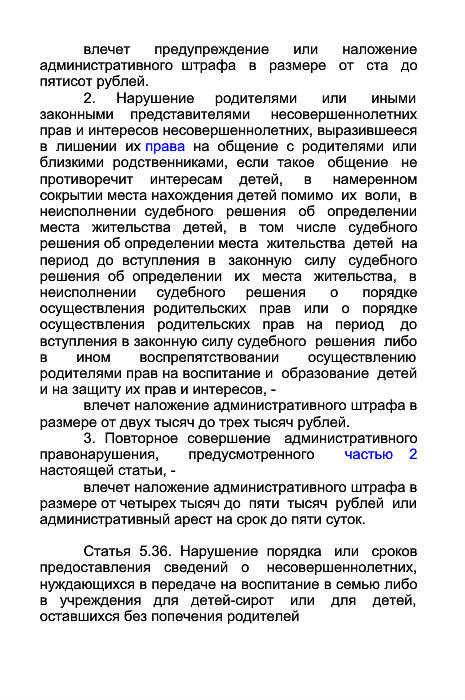 влечет предупреждение или наложение
административного штрафа в размере от ста до
пятисот рублей.
2. Нарушение родителями или иными
законными представителями несовершеннолетних
прав и интересов несовершеннолетних, выразившееся
в лишении их права на общение с родителями или
близкими родственниками, если такое общение не
противоречит интересам детей, в намеренном
сокрытии места нахождения детей помимо их воли, в
неисполнении судебного решения об определении
места жительства детей, в том числе судебного
решения об определении места жительства детей на
период до вступления в законную силу судебного
решения об определении их места жительства, в
неисполнении судебного решения о порядке
осуществления родительских прав или о порядке
осуществления родительских прав на период до
вступления в законную силу судебного решения либо
в ином воспрепятствовании осуществлению
родителями прав на воспитание и образование детей
и на защиту их прав и интересов, -
влечет наложение административного штрафа в
размере от двух тысяч до трех тысяч рублей.
3. Повторное совершение административного
правонарушения, предусмотренного частью 2
настоящей статьи, -
влечет наложение административного штрафа в
размере от четырех тысяч до пяти тысяч рублей или
административный арест на срок до пяти суток.
Статья 5.36. Нарушение порядка или сроков
предоставления сведений о несовершеннолетних,
нуждающихся в передаче на воспитание в семью либо
в учреждения для детей-сирот или для детей,
оставшихся без попечения родителей